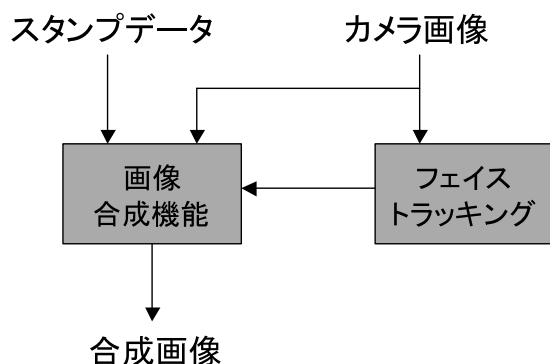 スタンプデータ
カメラ画像
画像
合成機能
フェイス
トラッキング
合成画像